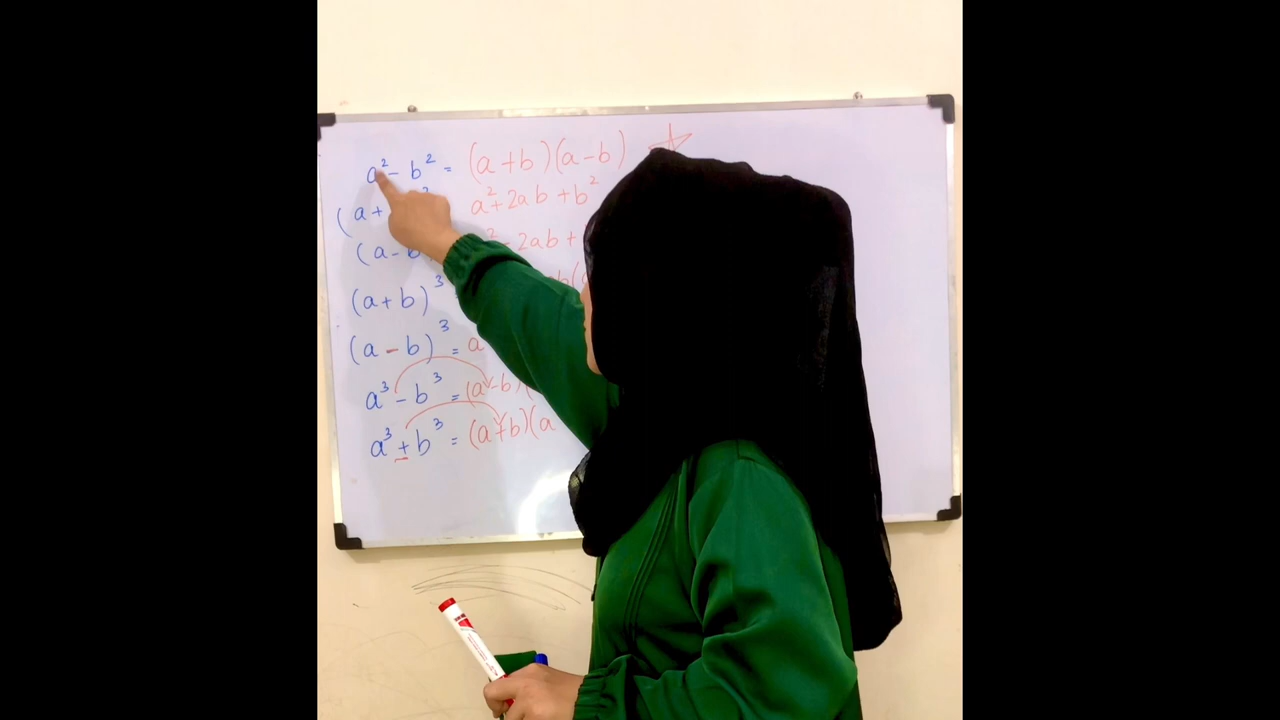 a² - b² = (a+b)(a-b)
(a+ ² a² + 2ab + b²
(a-b ² - 2ab +
(a+b)³ b(
(a-b)³ = a
a³ - b³ = (a-b)(
a³ + b³ = (a+b)(a